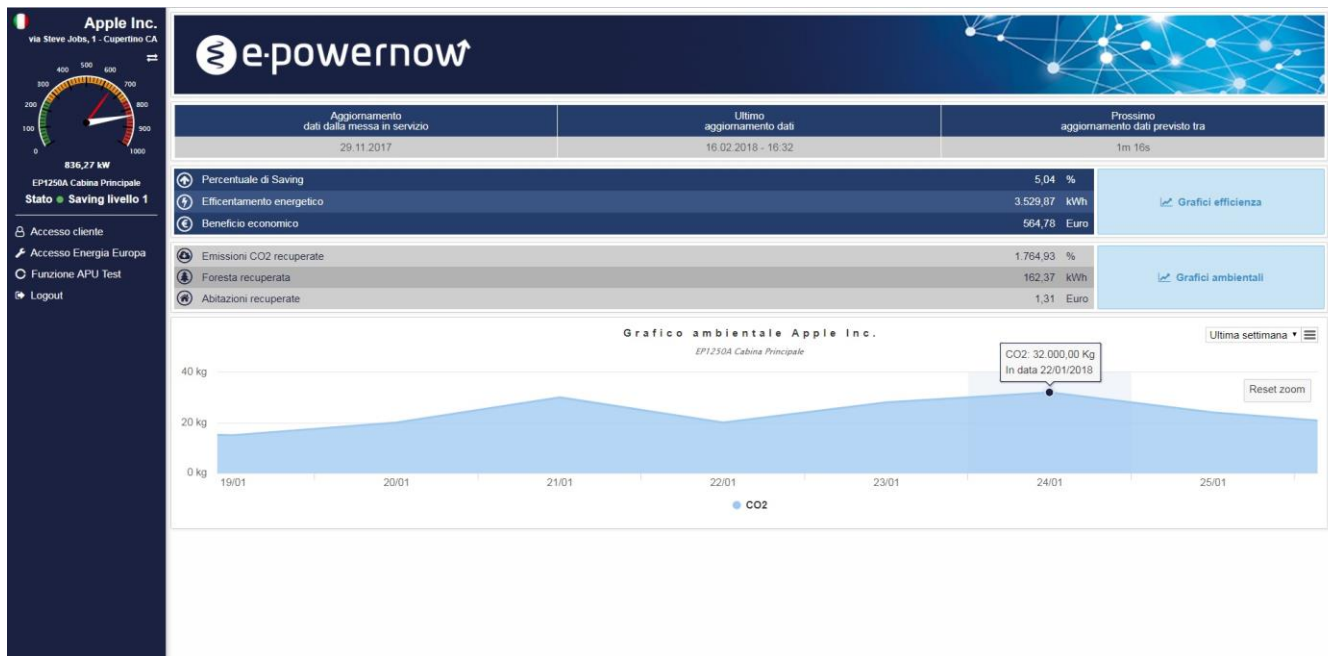 Apple Inc.
via Steve Jobs, 1 - Cupertino CA
0
100
200
300
400
500
600
700
800
900
1000
836,27 kW
EP1250A Cabina Principale
Stato Saving livello 1
Accesso cliente
Accesso Energia Europa
Funzione APU Test
Logout
e-powernow
Aggiornamento
dati dalla messa in servizio
29.11.2017
Ultimo
aggiornamento dati
16.02.2018 - 16:32
Prossimo
aggiornamento dati previsto tra
1m 16s
Percentuale di Saving 5,04 %
Efficentamento energetico 3.529,87 kWh
Beneficio economico 564,78 Euro
Grafici efficienza
Emissioni CO2 recuperate 1.764,93 %
Foresta recuperata 162,37 kWh
Abitazioni recuperate 1,31 Euro
Grafici ambientali
Grafico ambientale Apple Inc.
EP1250A Cabina Principale
Ultima settimana
CO2: 32.000,00 Kg
In data 22/01/2018
Reset zoom
40 kg
20 kg
0 kg
19/01 20/01 21/01 22/01 23/01 24/01 25/01
CO2